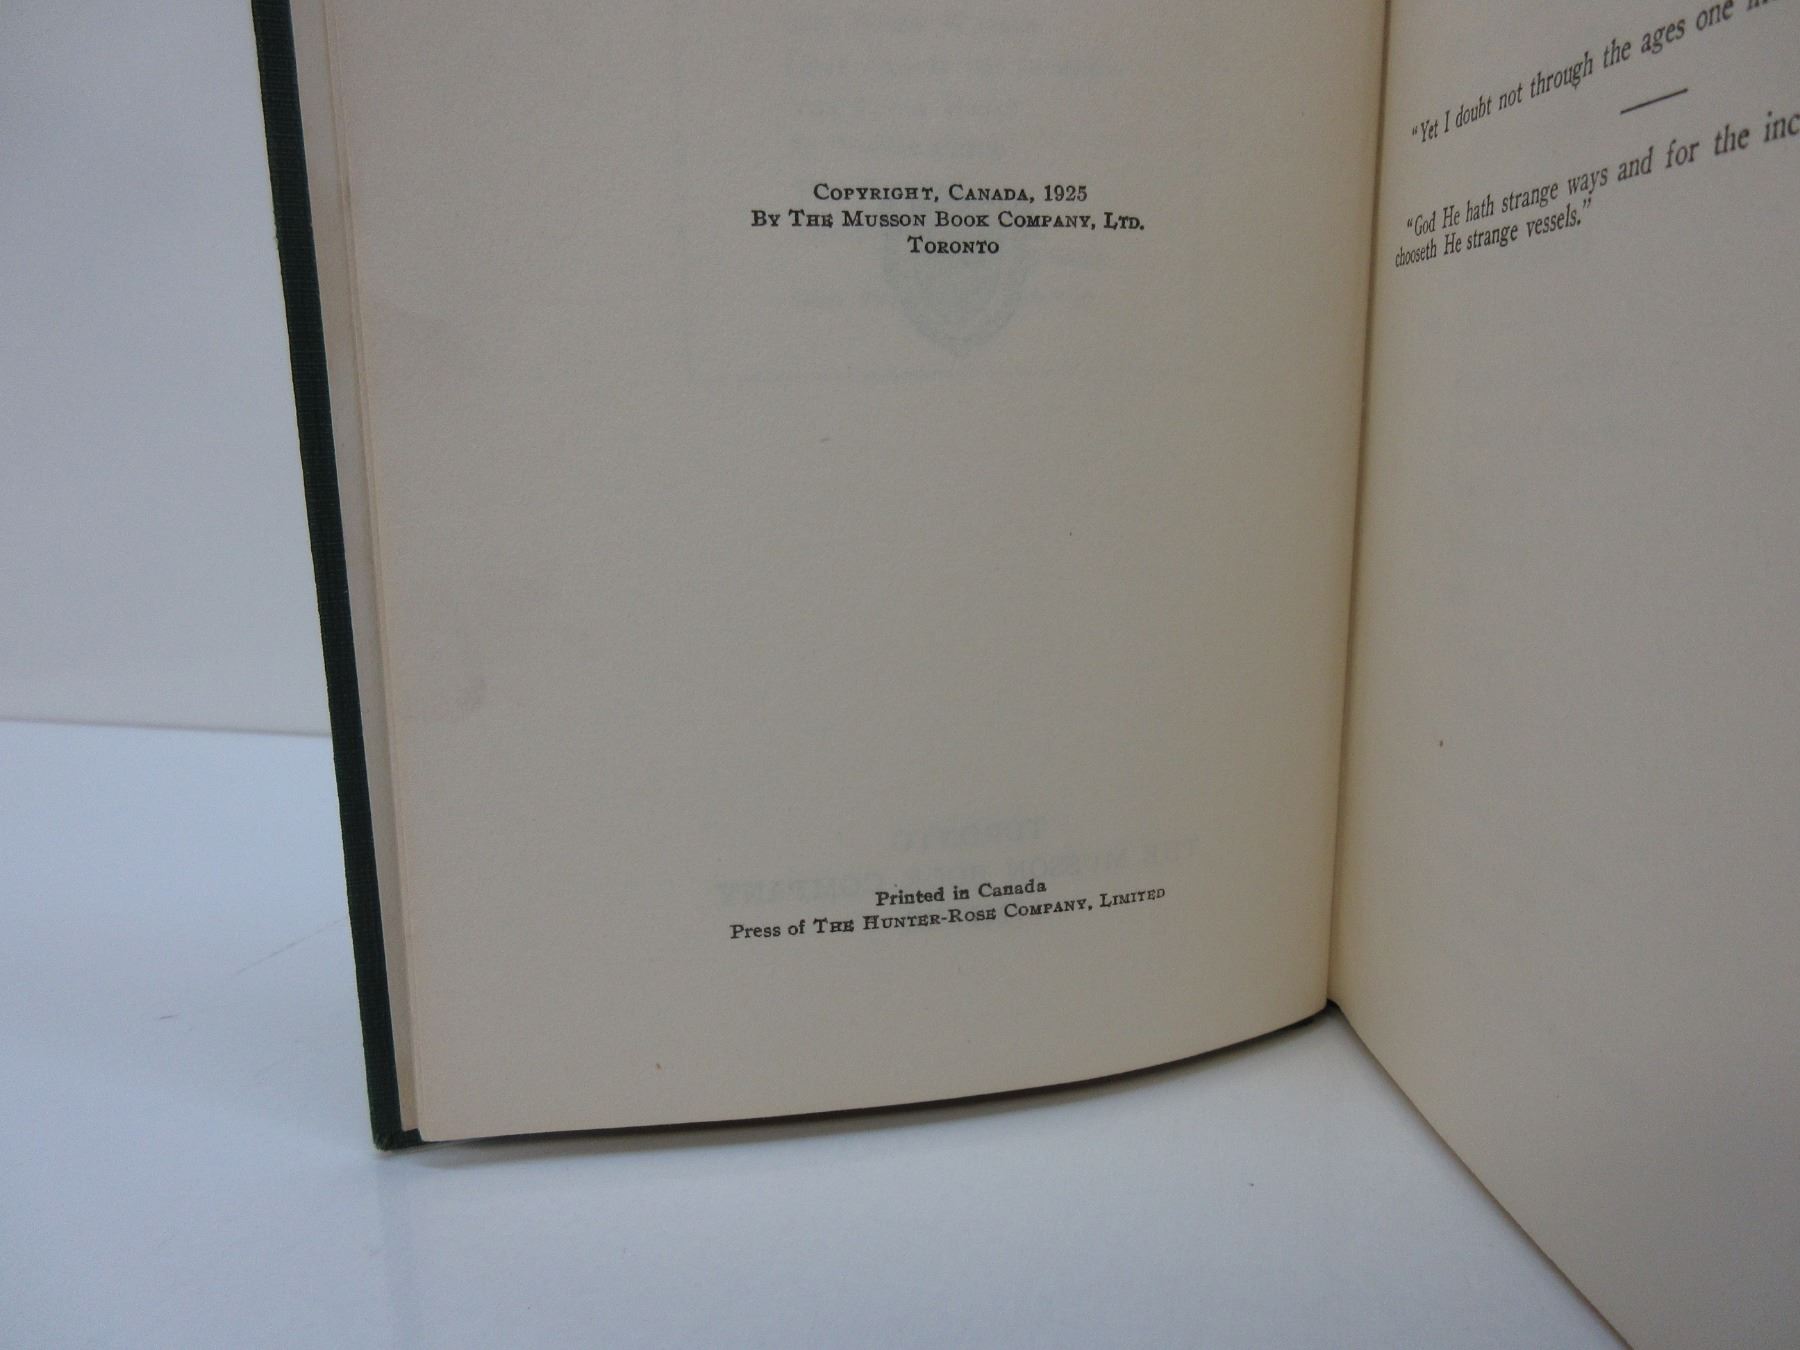 COPYRIGHT, CANADA, 1925
BY THE MUSSON BOOK COMPANY, LTD.
TORONTO
Printed in Canada
Press of THE HUNTER-ROSE COMPANY, LIMITED
“Yet I doubt not through the ages one
“God He hath strange ways and for the
chooseth He strange vessels.”